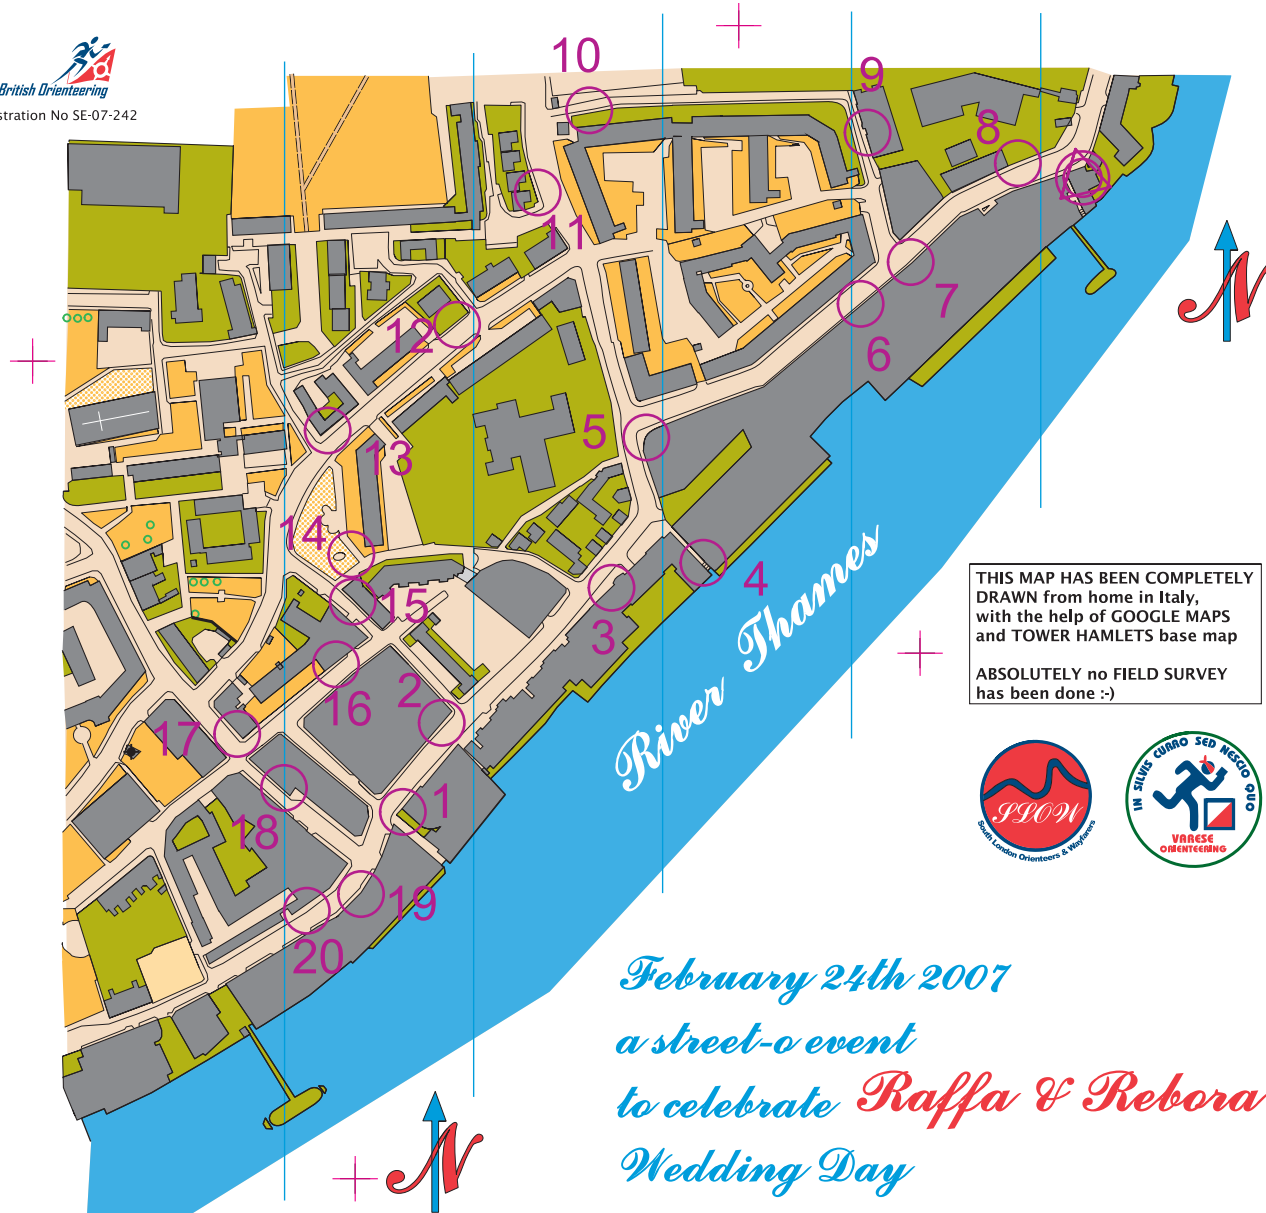 British Orienteering
stration No SE-07-242
10
9
8
11
7
12
6
5
13
14
4
15
3
2
16
17
1
18
19
20
River Thames
N
THIS MAP HAS BEEN COMPLETELY
DRAWN from home in Italy,
with the help of GOOGLE MAPS
and TOWER HAMLETS base map
ABSOLUTELY no FIELD SURVEY
has been done :-)
SLOW
South London Orienteers & Wayfarers
IN SILVIS CURRO SED NESCIO QUO
VARESE
ORIENTEERING
February 24th 2007
a street-o event
to celebrate Raffa & Rebora
Wedding Day
N